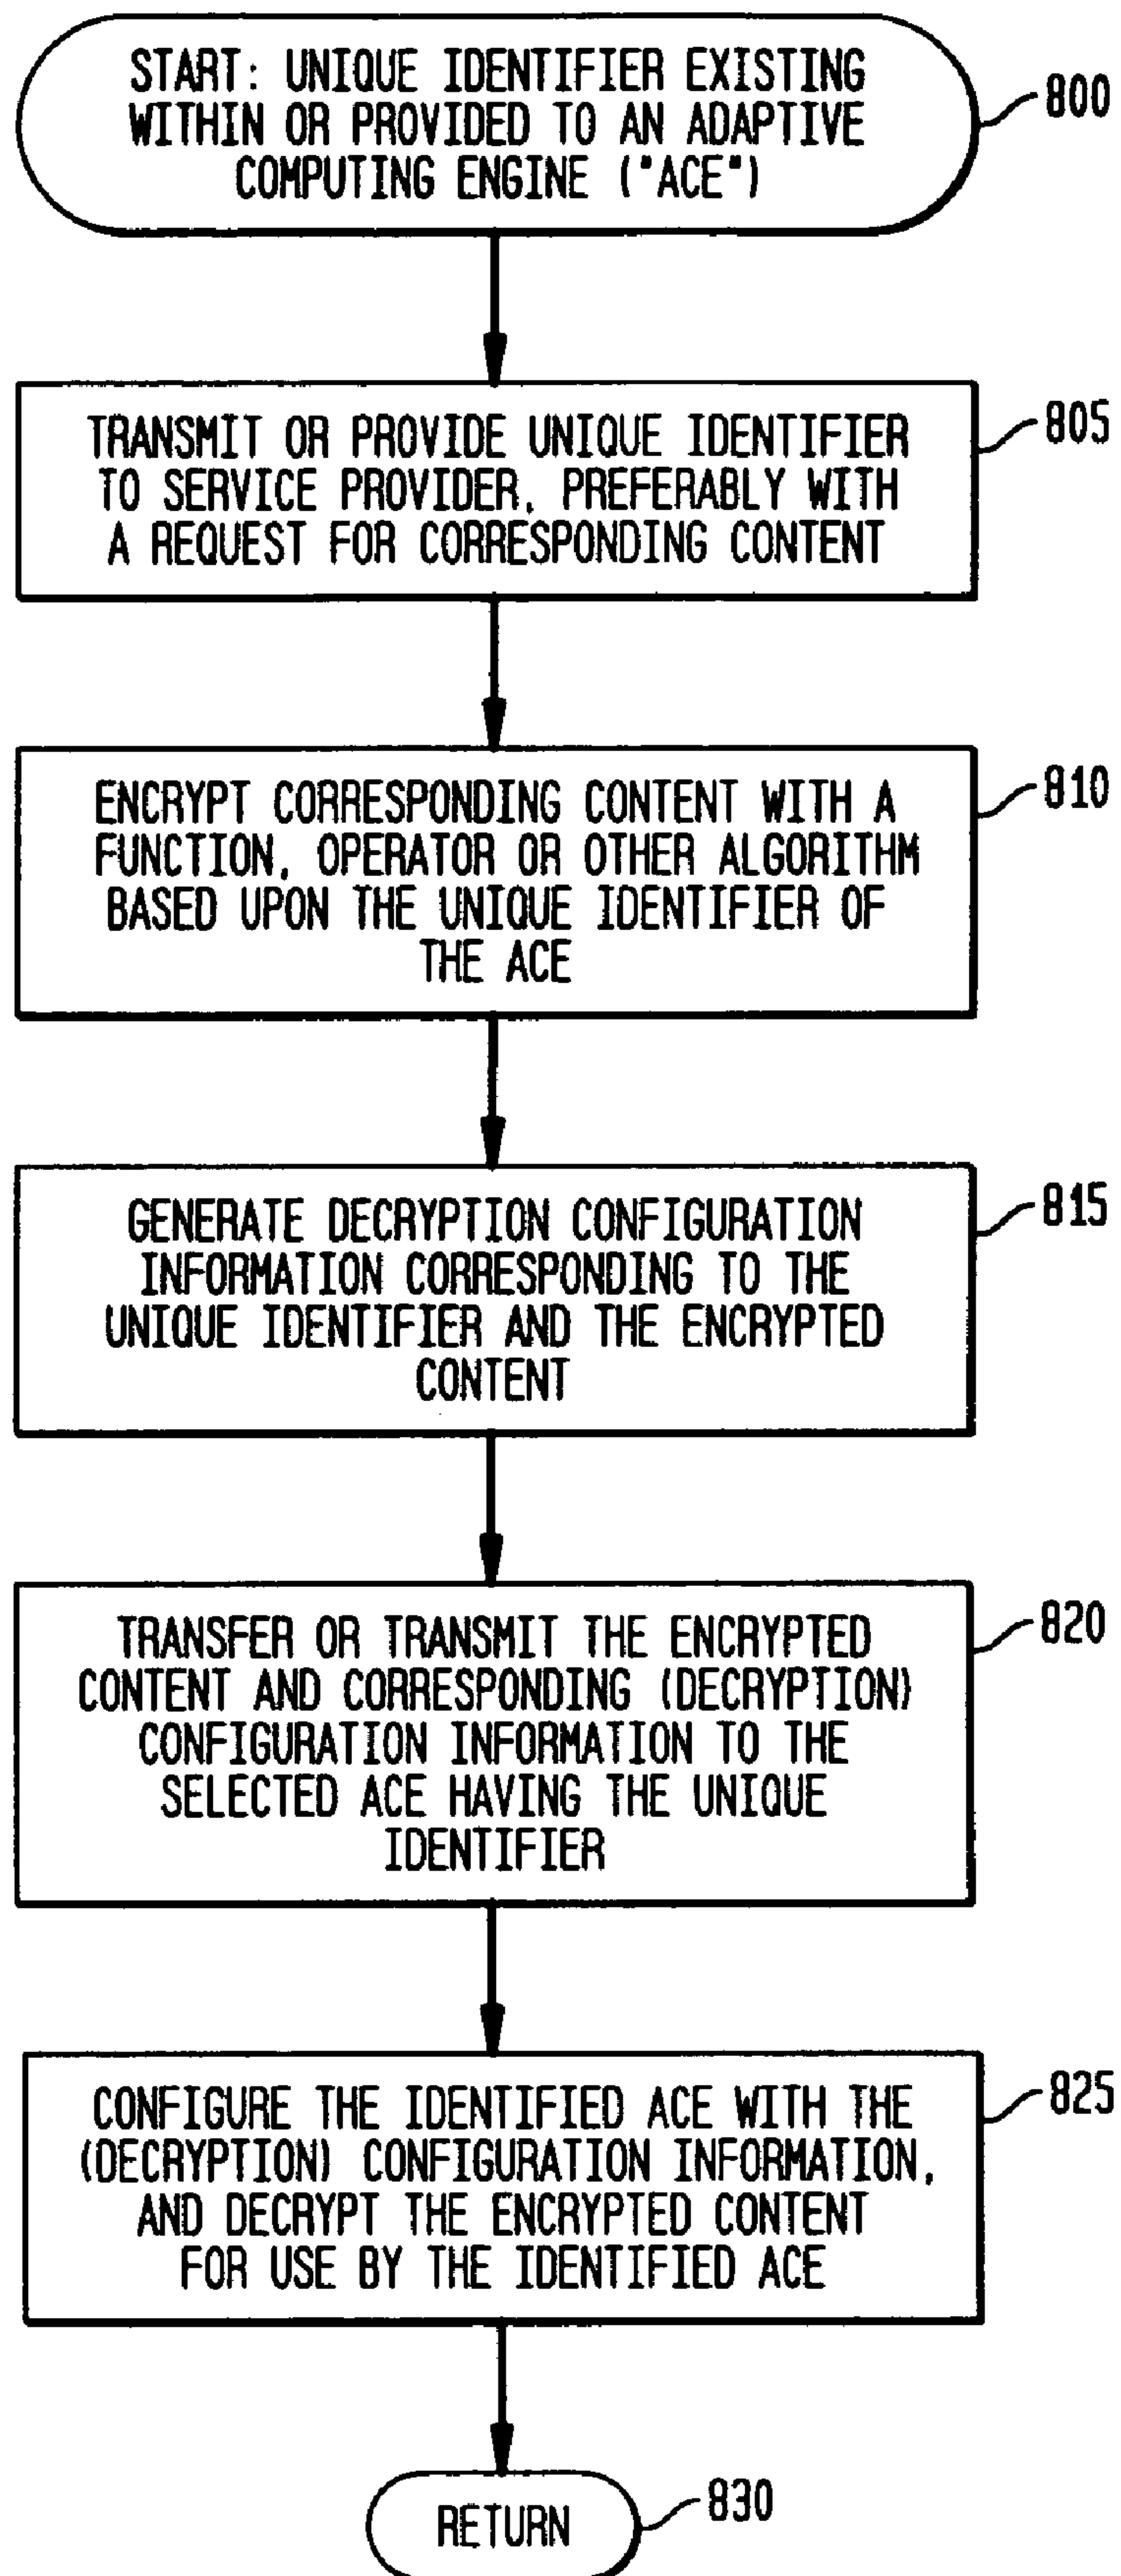 START: UNIQUE IDENTIFIER EXISTING
WITHIN OR PROVIDED TO AN ADAPTIVE
COMPUTING ENGINE ("ACE")
800
TRANSMIT OR PROVIDE UNIQUE IDENTIFIER
TO SERVICE PROVIDER, PREFERABLY WITH
A REQUEST FOR CORRESPONDING CONTENT
805
ENCRYPT CORRESPONDING CONTENT WITH A
FUNCTION, OPERATOR OR OTHER ALGORITHM
BASED UPON THE UNIQUE IDENTIFIER OF
THE ACE
810
GENERATE DECRYPTION CONFIGURATION
INFORMATION CORRESPONDING TO THE
UNIQUE IDENTIFIER AND THE ENCRYPTED
CONTENT
815
TRANSFER OR TRANSMIT THE ENCRYPTED
CONTENT AND CORRESPONDING (DECRYPTION)
CONFIGURATION INFORMATION TO THE
SELECTED ACE HAVING THE UNIQUE
IDENTIFIER
820
CONFIGURE THE IDENTIFIED ACE WITH THE
(DECRYPTION) CONFIGURATION INFORMATION,
AND DECRYPT THE ENCRYPTED CONTENT
FOR USE BY THE IDENTIFIED ACE
825
RETURN
830